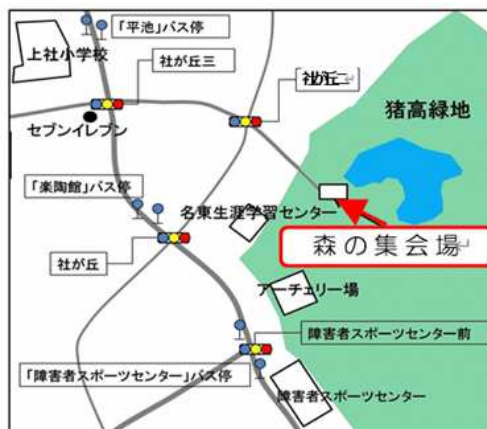 「平池」バス停
上社小学校
社が丘三
社が丘二
猪高緑地
セブンイレブン
「楽陶館」バス停
名東生涯学習センター
森の集会場
社が丘
アーチェリー場
障害者スポーツセンター前
「障害者スポーツセンター」バス停
障害者スポーツセンター